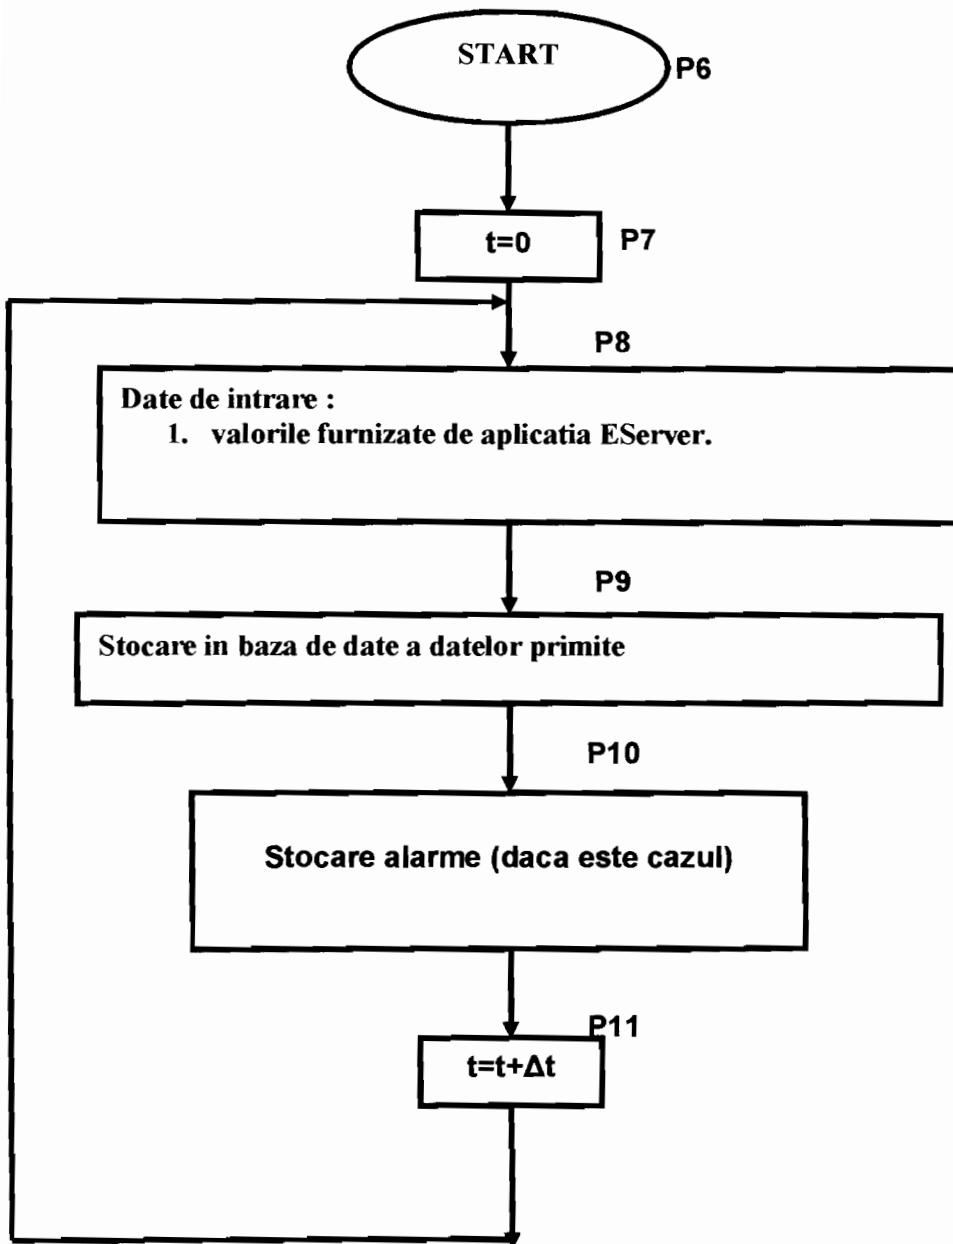 START
P6
t=0
P7
P8
Date de intrare :
1. valorile furnizate de aplicatia EServer.
P9
Stocare in baza de date a datelor primite
P10
Stocare alarme (daca este cazul)
P11
t=t+Δt